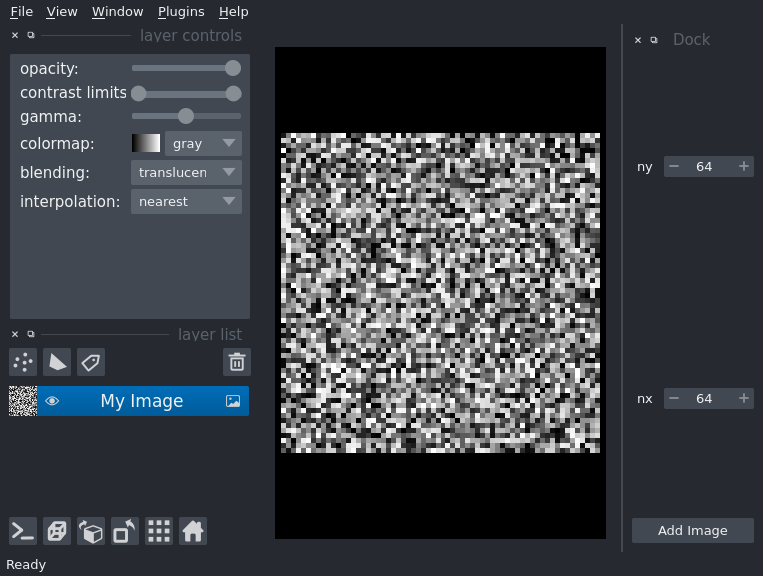 File View Window Plugins Help
layer controls
opacity:
contrast limits
gamma:
colormap: gray
blending: translucen
interpolation: nearest
layer list
My Image
Ready
Dock
ny 64
nx 64
Add Image